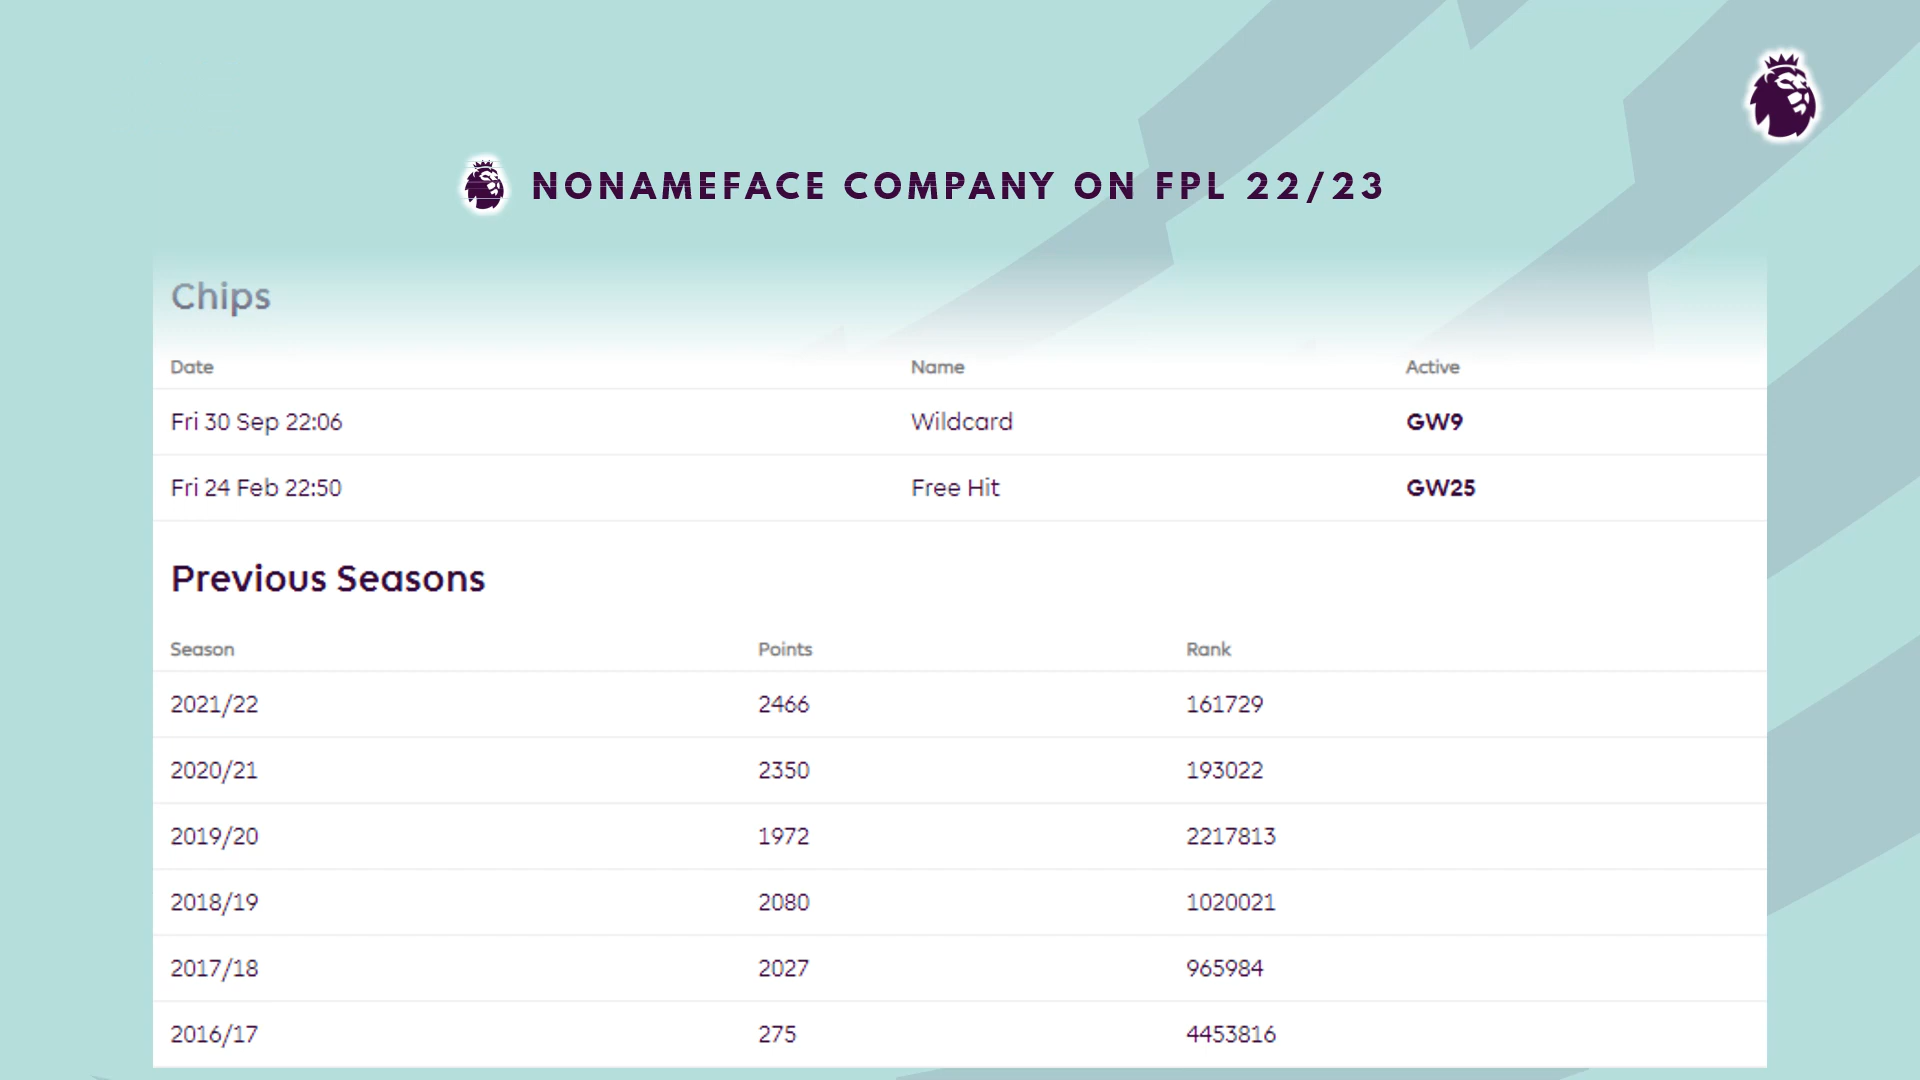 NONAMEFACE COMPANY ON FPL 22/23
Chips
Date Name Active
Fri 30 Sep 22:06 Wildcard GW9
Fri 24 Feb 22:50 Free Hit GW25
Previous Seasons
Season Points Rank
2021/22 2466 161729
2020/21 2350 193022
2019/20 1972 2217813
2018/19 2080 1020021
2017/18 2027 965984
2016/17 275 4453816